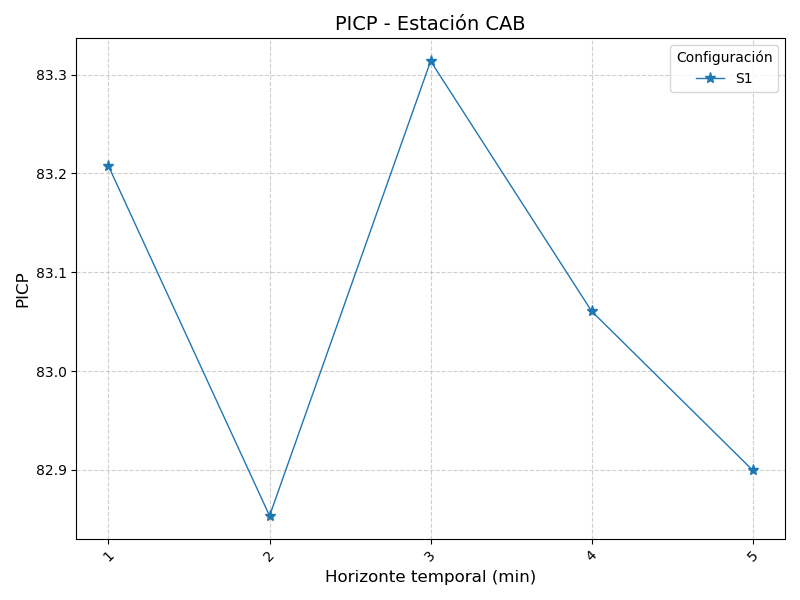 PICP - Estación CAB
Configuración
S1
PICP
83.3
83.2
83.1
83.0
82.9
1
2
3
4
5
Horizonte temporal (min)